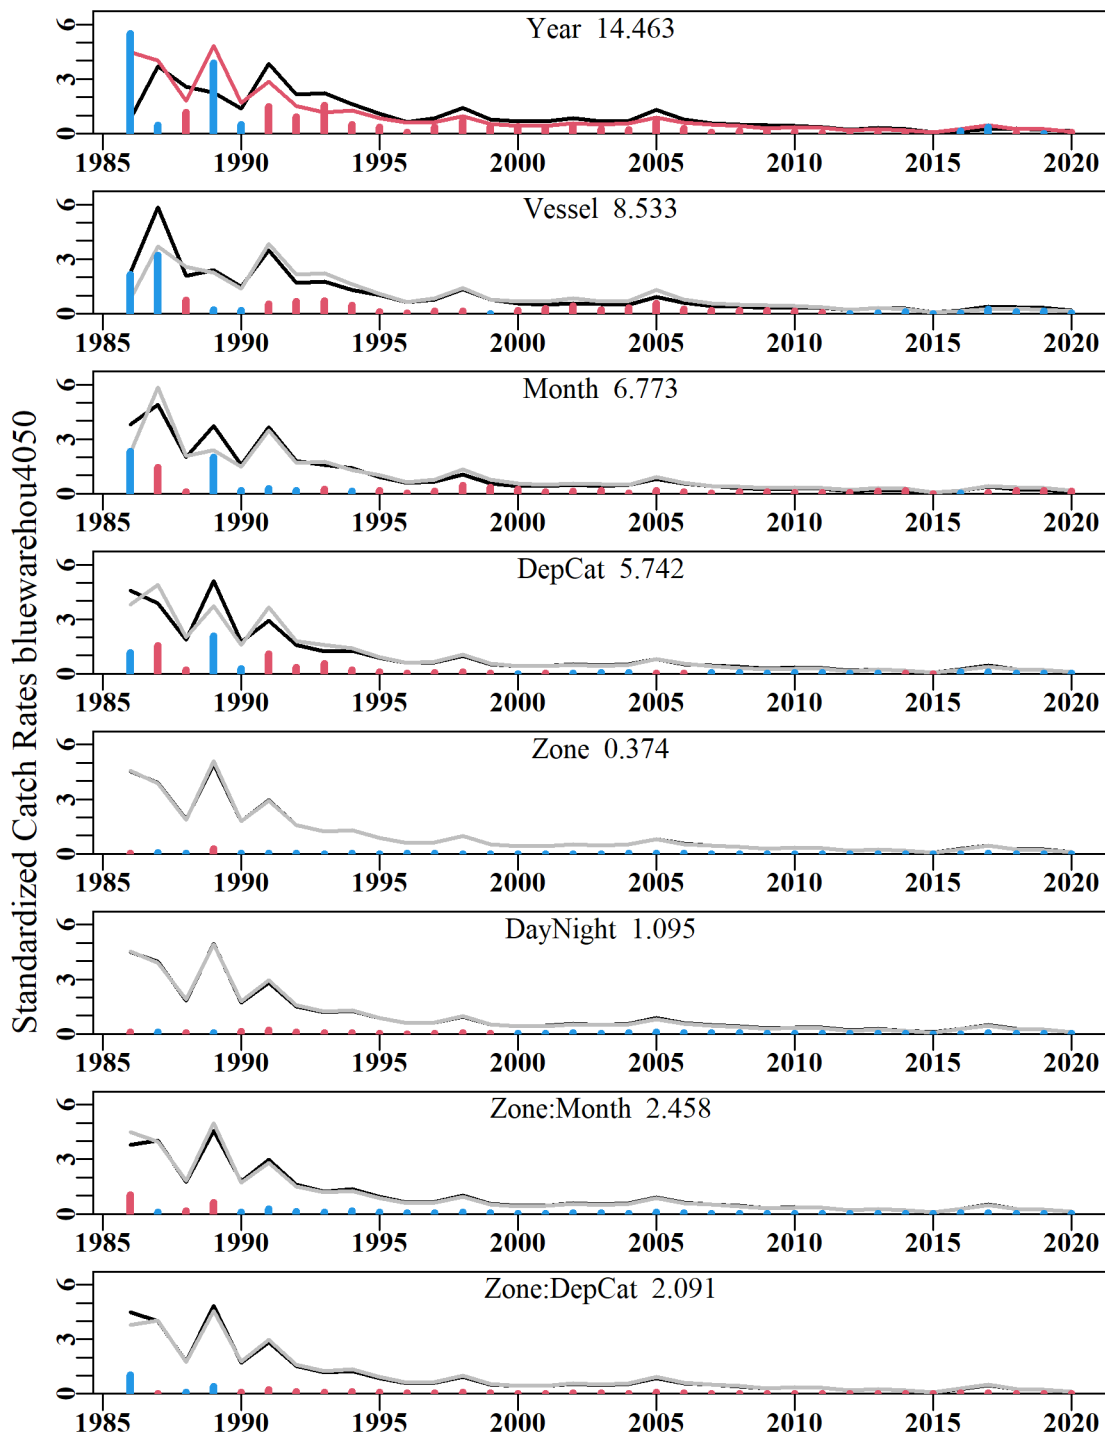 Standardized Catch Rates bluewarehou4050
Year 14.463
0 3 6
1985 1990 1995 2000 2005 2010 2015 2020
Vessel 8.533
0 3 6
1985 1990 1995 2000 2005 2010 2015 2020
Month 6.773
0 3 6
1985 1990 1995 2000 2005 2010 2015 2020
DepCat 5.742
0 3 6
1985 1990 1995 2000 2005 2010 2015 2020
Zone 0.374
0 3 6
1985 1990 1995 2000 2005 2010 2015 2020
DayNight 1.095
0 3 6
1985 1990 1995 2000 2005 2010 2015 2020
Zone:Month 2.458
0 3 6
1985 1990 1995 2000 2005 2010 2015 2020
Zone:DepCat 2.091
0 3 6
1985 1990 1995 2000 2005 2010 2015 2020